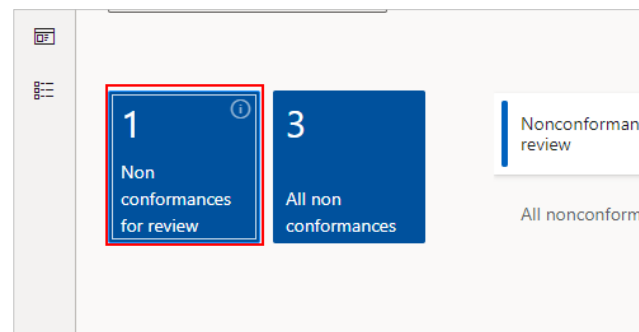 1
Non
conformances
for review
3
All non
conformances
Nonconforman
review
All nonconform